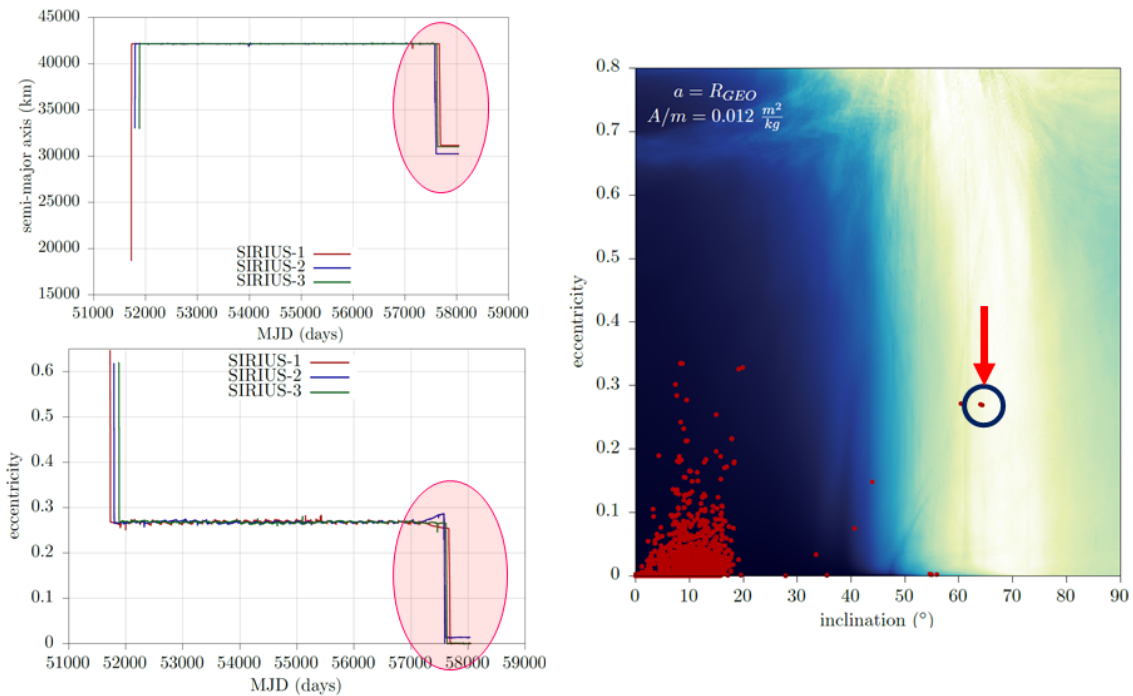 45000
40000
35000
30000
25000
20000
15000
semi-major axis (km)
SIRIUS-1
SIRIUS-2
SIRIUS-3
51000 52000 53000 54000 55000 56000 57000 58000 59000
MJD (days)
0.6
0.5
0.4
0.3
0.2
0.1
0
eccentricity
SIRIUS-1
SIRIUS-2
SIRIUS-3
51000 52000 53000 54000 55000 56000 57000 58000 59000
MJD (days)
0.8
0.7
0.6
0.5
0.4
0.3
0.2
0.1
0
eccentricity
a = R_GEO
A/m = 0.012 m²/kg
0 10 20 30 40 50 60 70 80 90
inclination (°)